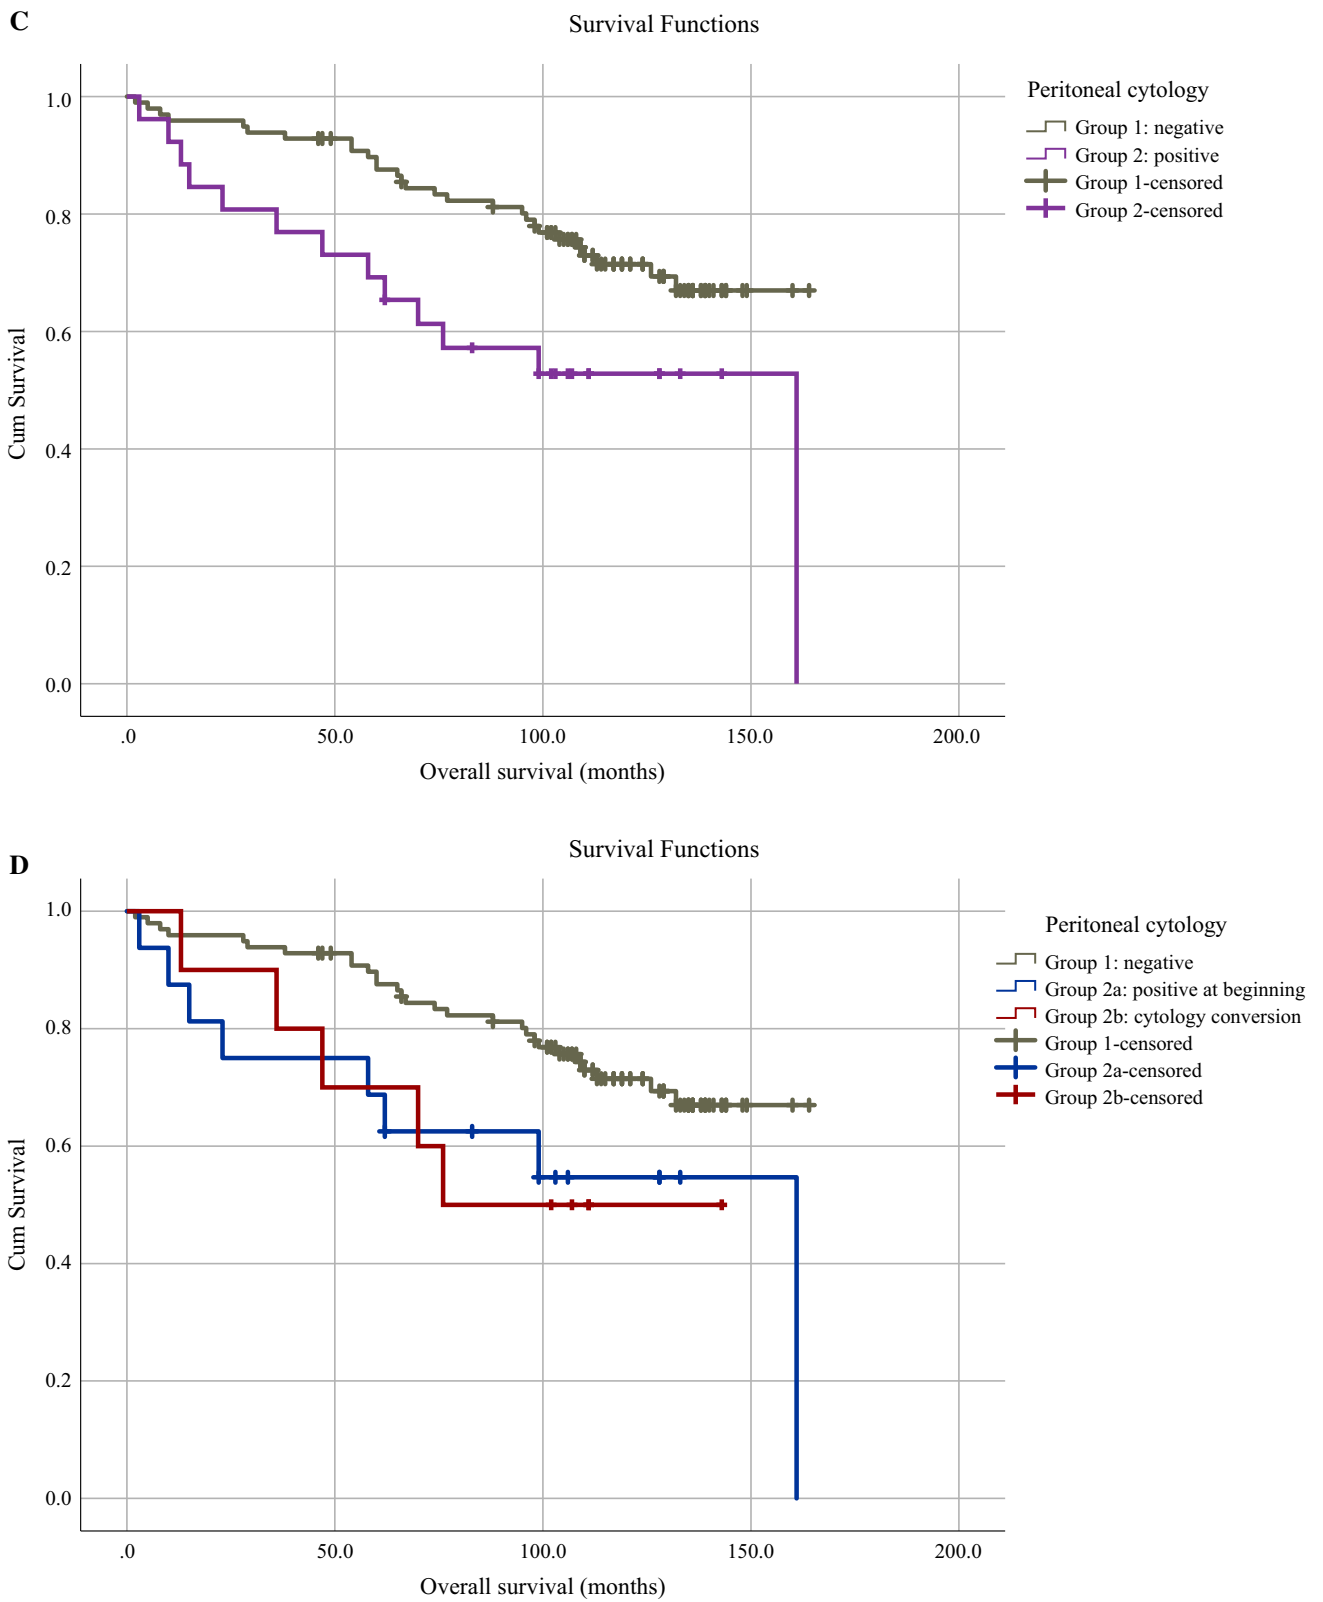 C
Survival Functions
Peritoneal cytology
Group 1: negative
Group 2: positive
Group 1-censored
Group 2-censored
Cum Survival
1.0
0.8
0.6
0.4
0.2
0.0
.0 50.0 100.0 150.0 200.0
Overall survival (months)
D
Survival Functions
Peritoneal cytology
Group 1: negative
Group 2a: positive at beginning
Group 2b: cytology conversion
Group 1-censored
Group 2a-censored
Group 2b-censored
Cum Survival
1.0
0.8
0.6
0.4
0.2
0.0
.0 50.0 100.0 150.0 200.0
Overall survival (months)